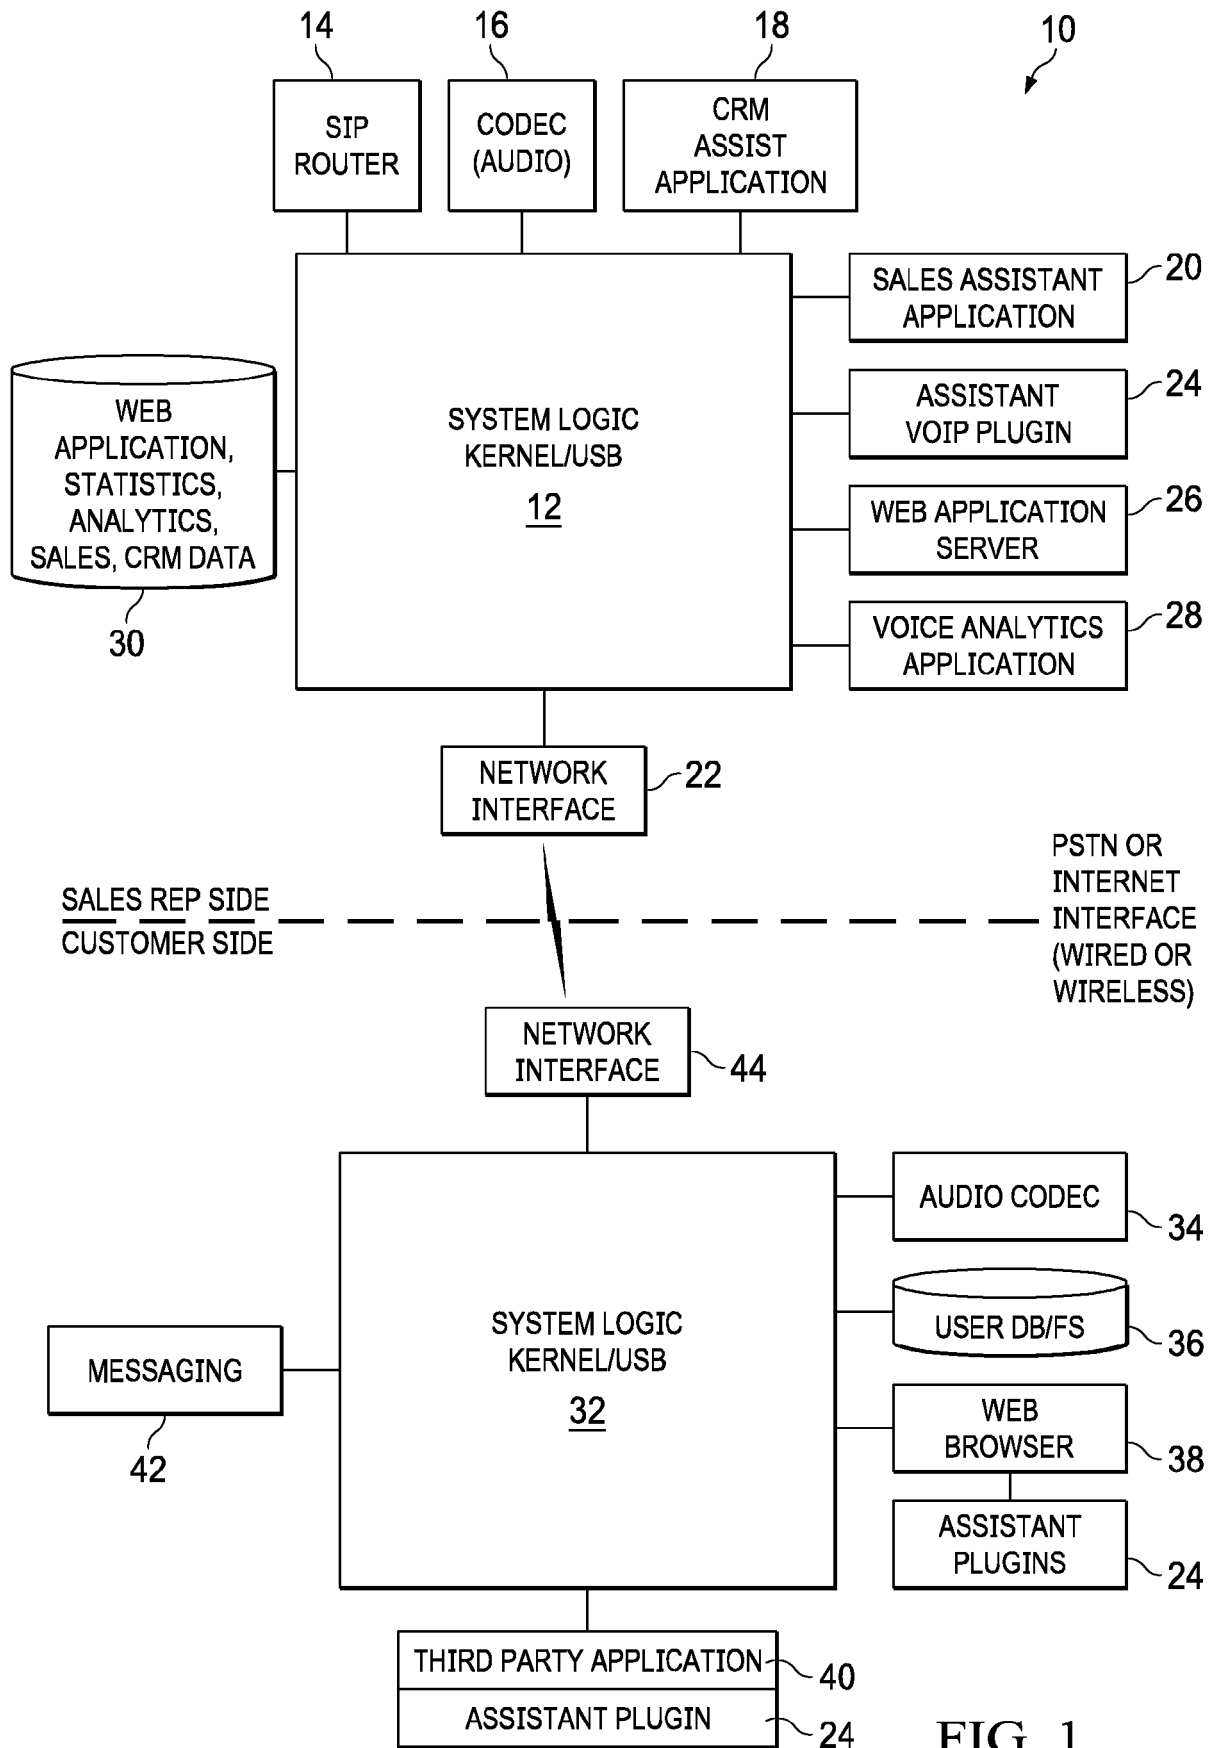 14
16
18
10
SIP
ROUTER
CODEC
(AUDIO)
CRM
ASSIST
APPLICATION
SALES ASSISTANT
APPLICATION
20
ASSISTANT
VOIP PLUGIN
24
WEB APPLICATION
SERVER
26
VOICE ANALYTICS
APPLICATION
28
WEB
APPLICATION,
STATISTICS,
ANALYTICS,
SALES, CRM DATA
30
SYSTEM LOGIC
KERNEL/USB
12
NETWORK
INTERFACE
22
SALES REP SIDE
CUSTOMER SIDE
PSTN OR
INTERNET
INTERFACE
(WIRED OR
WIRELESS)
NETWORK
INTERFACE
44
AUDIO CODEC
34
USER DB/FS
36
SYSTEM LOGIC
KERNEL/USB
32
MESSAGING
42
WEB
BROWSER
38
ASSISTANT
PLUGINS
24
THIRD PARTY APPLICATION
40
ASSISTANT PLUGIN
24
FIG. 1